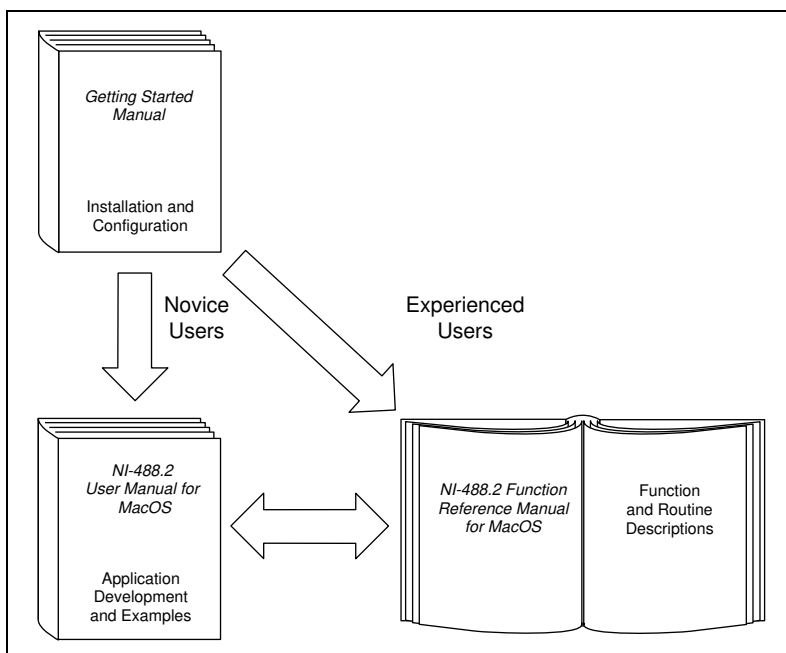 Getting Started
Manual
Installation and
Configuration
Novice
Users
Experienced
Users
NI-488.2
User Manual for
MacOS
Application
Development
and Examples
NI-488.2 Function
Reference Manual
for MacOS
Function
and Routine
Descriptions